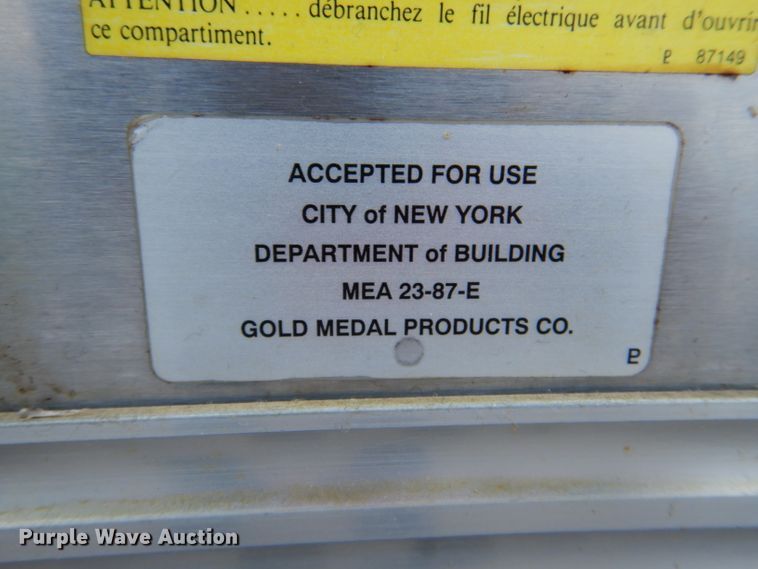 ATTENTION . . . . . débranchez le fil électrique avant d'ouvrir
ce compartiment.
87149
ACCEPTED FOR USE
CITY of NEW YORK
DEPARTMENT of BUILDING
MEA 23-87-E
GOLD MEDAL PRODUCTS CO.
Purple Wave Auction